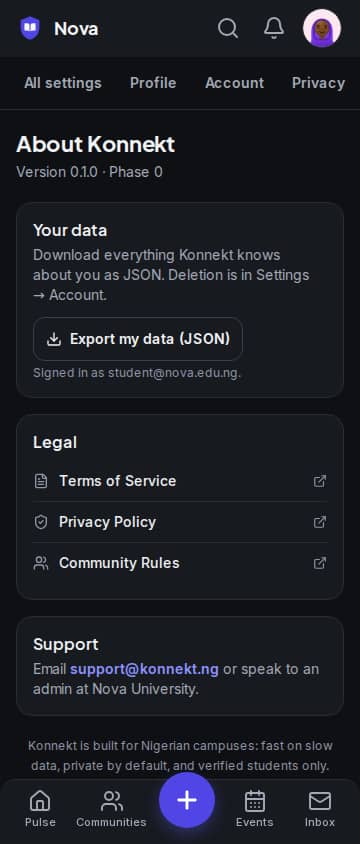 Nova
All settings Profile Account Privacy
About Konnekt
Version 0.1.0 · Phase 0
Your data
Download everything Konnekt knows
about you as JSON. Deletion is in Settings
→ Account.
Export my data (JSON)
Signed in as student@nova.edu.ng.
Legal
Terms of Service
Privacy Policy
Community Rules
Support
Email support@konnekt.ng or speak to an
admin at Nova University.
Konnekt is built for Nigerian campuses: fast on slow
data, private by default, and verified students only.
Pulse Communities Events Inbox